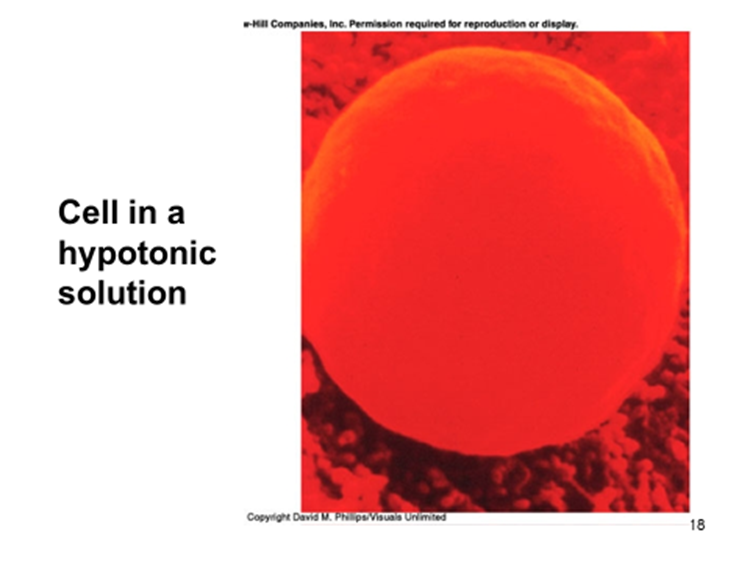 w-Hill Companies, Inc. Permission required for reproduction or display.
Cell in a
hypotonic
solution
Copyright David M. Phillips/Visuals Unlimited
18